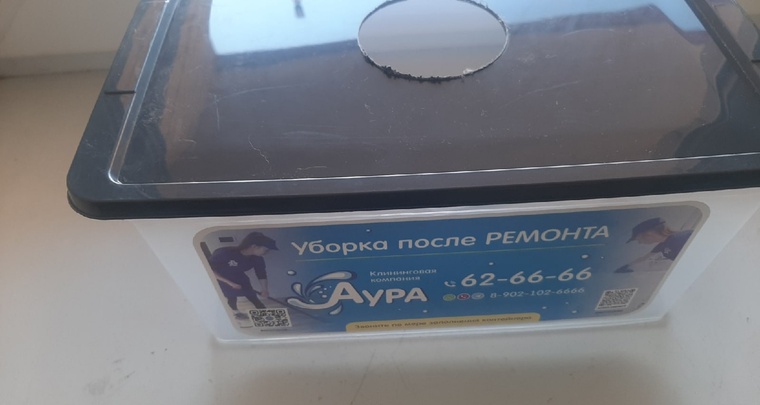 Уборка после РЕМОНТА
Клининговая
компания
АУРА
62-66-66
8-902-102-6666